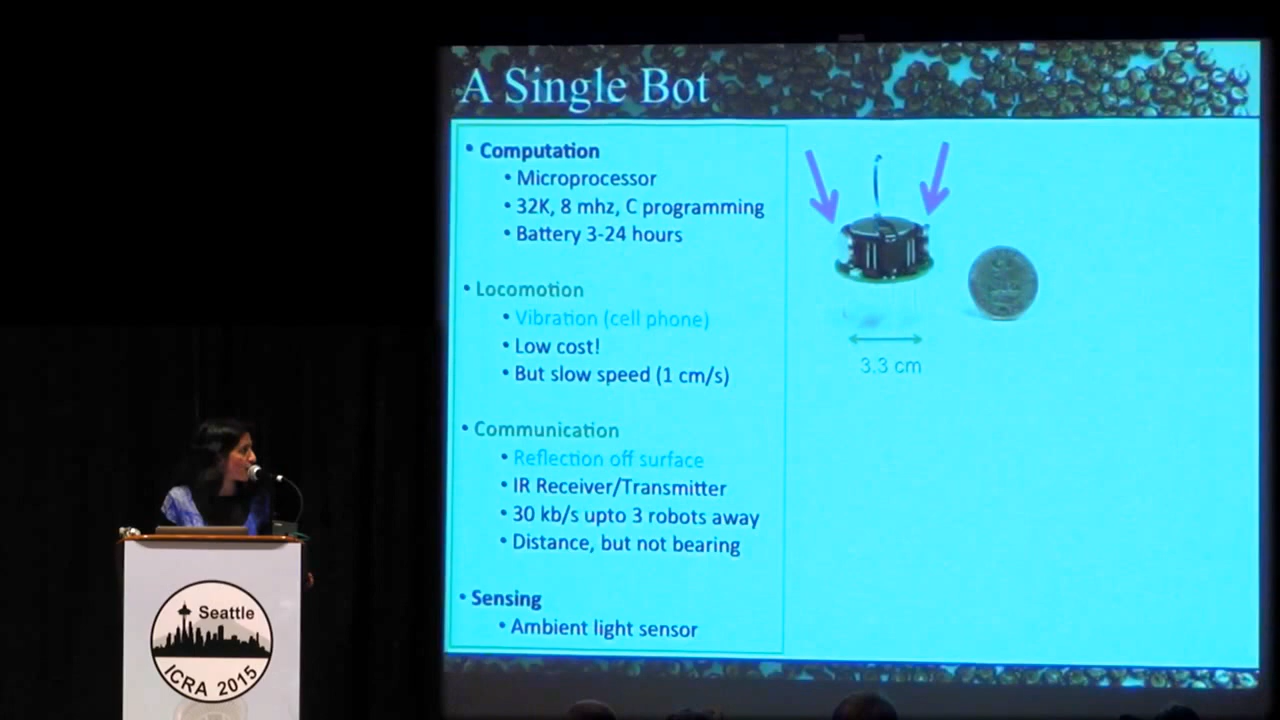 A Single Bot
• Computation
• Microprocessor
• 32K, 8 mhz, C programming
• Battery 3-24 hours
• Locomotion
• Vibration (cell phone)
• Low cost!
• But slow speed (1 cm/s)
• Communication
• Reflection off surface
• IR Receiver/Transmitter
• 30 kb/s upto 3 robots away
• Distance, but not bearing
• Sensing
• Ambient light sensor
3.3 cm
Seattle
ICRA 2015